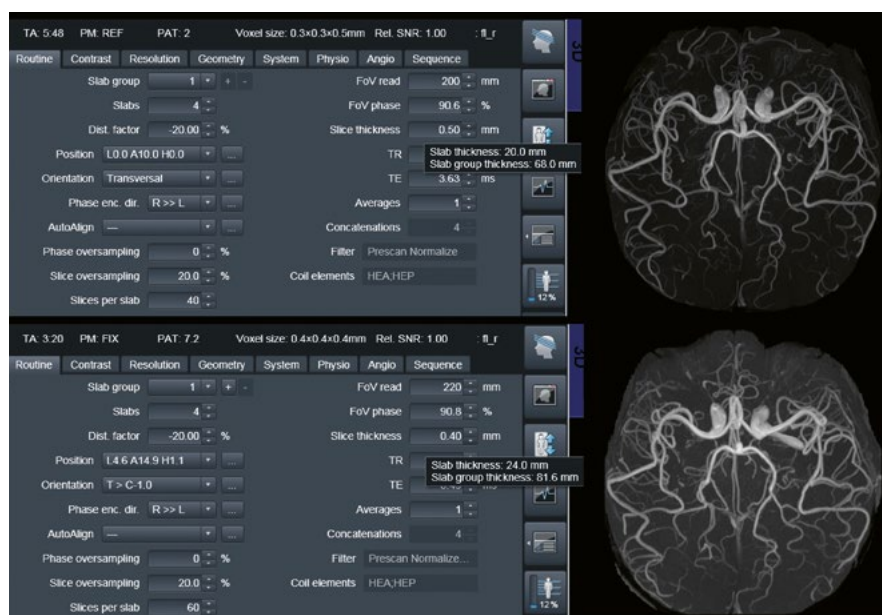 TA: 5:48 PM: REF PAT: 2 Voxel size: 0.3×0.3×0.5mm Rel. SNR: 1.00 : fl_r
Routine Contrast Resolution Geometry System Physio Angio Sequence
Slab group 1 + - FoV read 200 mm
Slabs 4 FoV phase 90.6 %
Dist. factor -20.00 % Slice thickness 0.50 mm
Position L0.0 A10.0 H0.0 ... TR
Slab thickness: 20.0 mm
Slab group thickness: 68.0 mm
Orientation Transversal ... TE 3.63 ms
Phase enc. dir. R >> L ... Averages 1
AutoAlign --- ... Concatenations 4
Phase oversampling 0 % Filter Prescan Normalize
Slice oversampling 20.0 % Coil elements HEA;HEP
Slices per slab 40
12%
3D
TA: 3:20 PM: FIX PAT: 7.2 Voxel size: 0.4×0.4×0.4mm Rel. SNR: 1.00 : fl_r
Routine Contrast Resolution Geometry System Physio Angio Sequence
Slab group 1 + - FoV read 220 mm
Slabs 4 FoV phase 90.8 %
Dist. factor -20.00 % Slice thickness 0.40 mm
Position L4.6 A14.9 H1.1 ... TR
Slab thickness: 24.0 mm
Slab group thickness: 81.6 mm
Orientation T > C-1.0 ... TE
Phase enc. dir. R >> L ... Averages 1
AutoAlign --- ... Concatenations 4
Phase oversampling 0 % Filter Prescan Normalize...
Slice oversampling 20.0 % Coil elements HEA;HEP
Slices per slab 60
12%